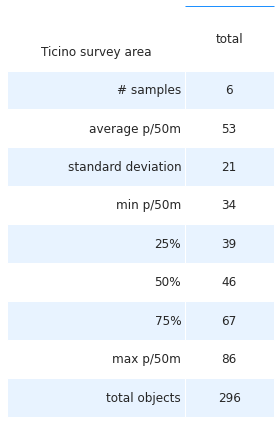 total
Ticino survey area
# samples 6
average p/50m 53
standard deviation 21
min p/50m 34
25% 39
50% 46
75% 67
max p/50m 86
total objects 296